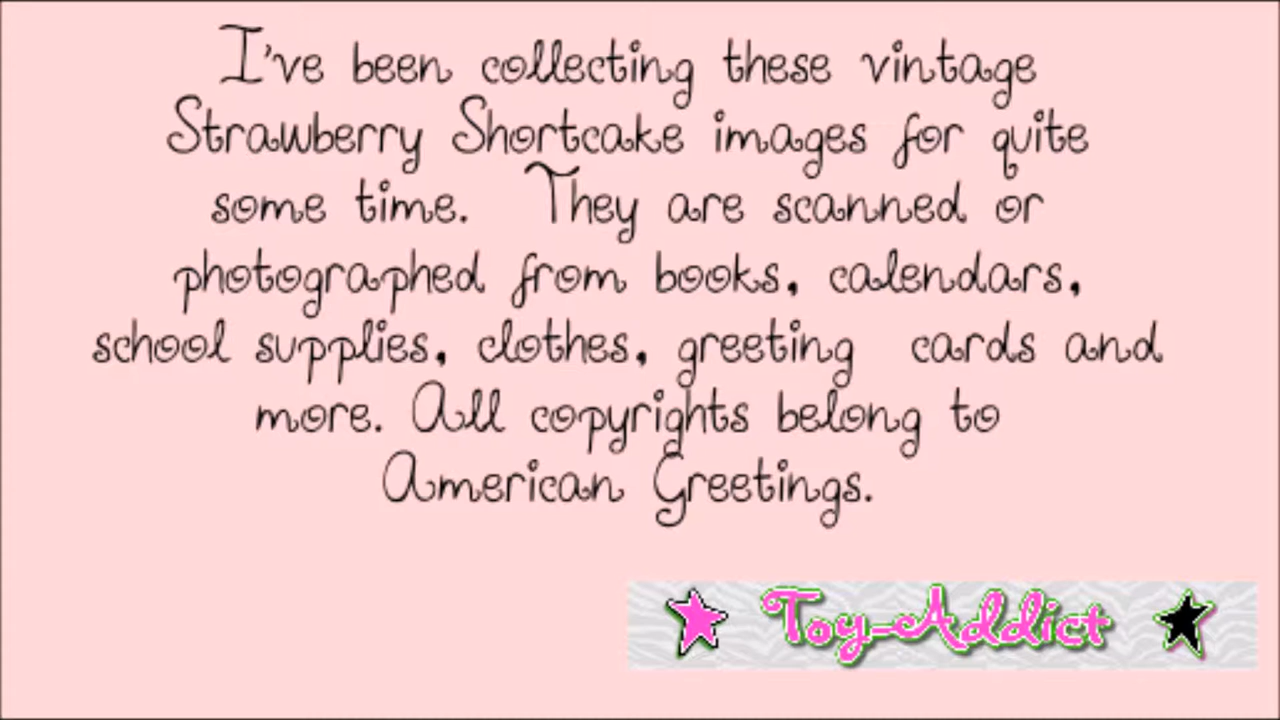 I've been collecting these vintage
Strawberry Shortcake images for quite
some time. They are scanned or
photographed from books, calendars,
school supplies, clothes, greeting cards and
more. All copyrights belong to
American Greetings.
Toy-Addict